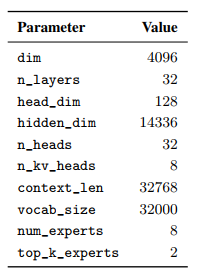 Parameter Value
dim 4096
n_layers 32
head_dim 128
hidden_dim 14336
n_heads 32
n_kv_heads 8
context_len 32768
vocab_size 32000
num_experts 8
top_k_experts 2